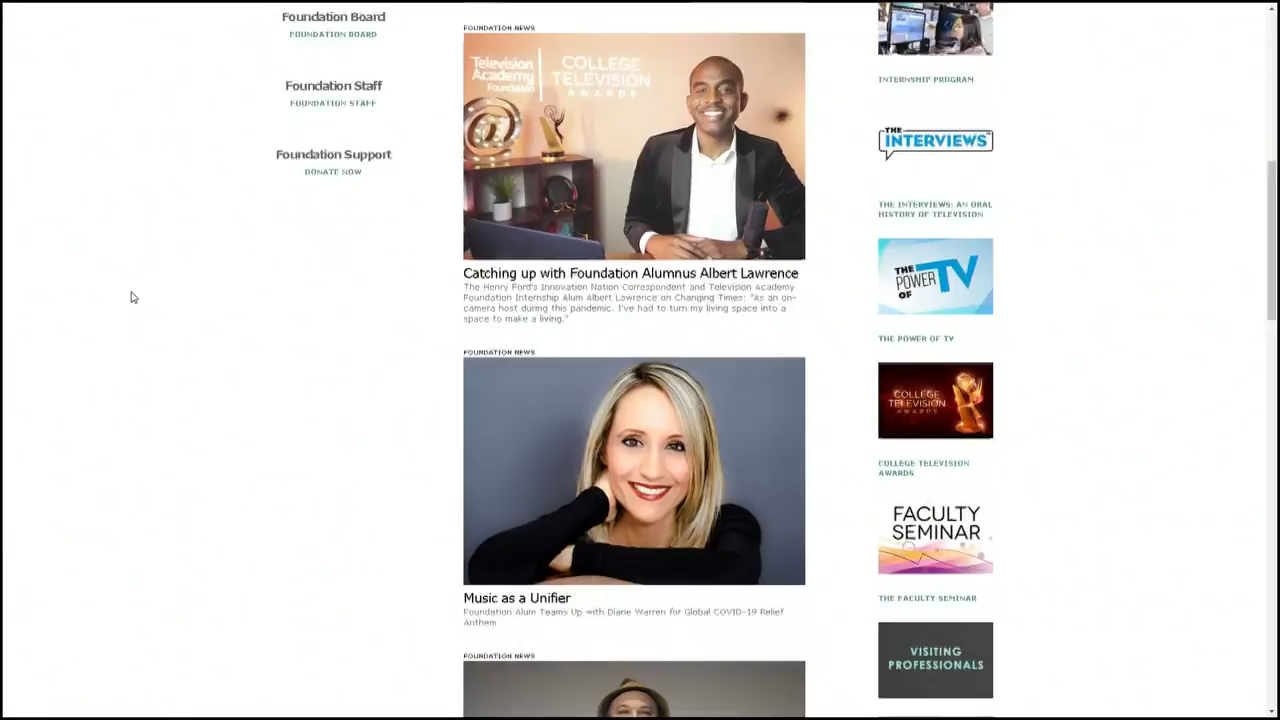 Foundation Board
FOUNDATION BOARD
Foundation Staff
FOUNDATION STAFF
Foundation Support
DONATE NOW
FOUNDATION NEWS
Television
Academy
Foundation
COLLEGE
TELEVISION
AWARDS
Catching up with Foundation Alumnus Albert Lawrence
The Henry Ford's Innovation Nation Correspondent and Television Academy
Foundation Internship Alum Albert Lawrence on Changing Times: "As an on-
camera host during this pandemic, I've had to turn my living space into a
space to make a living."
FOUNDATION NEWS
Music as a Unifier
Foundation Alum Teams Up with Diane Warren for Global COVID-19 Relief
Anthem
FOUNDATION NEWS
INTERNSHIP PROGRAM
THE
INTERVIEWS
THE INTERVIEWS: AN ORAL
HISTORY OF TELEVISION
THE
POWER
OF
TV
THE POWER OF TV
COLLEGE
TELEVISION
AWARDS
COLLEGE TELEVISION
AWARDS
FACULTY
SEMINAR
THE FACULTY SEMINAR
VISITING
PROFESSIONALS